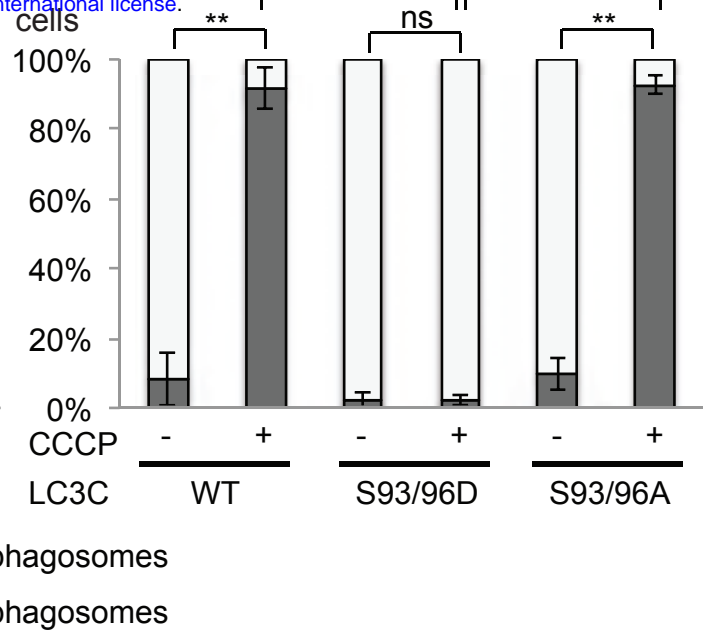 international license.
cells
** ns **
100%
80%
60%
40%
20%
0%
CCCP - + - + - +
LC3C WT S93/96D S93/96A
phagosomes
phagosomes